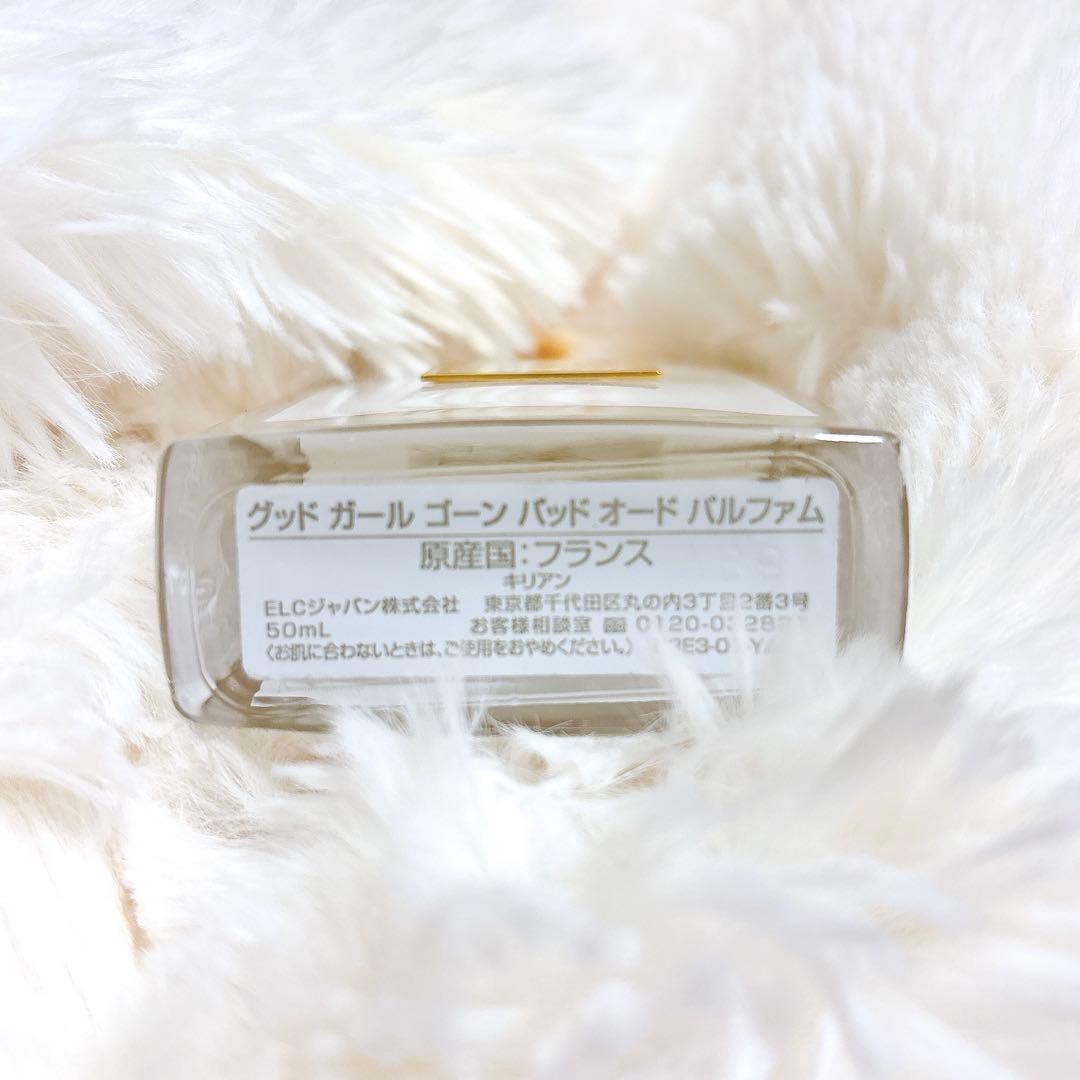 グッド ガール ゴーン バッド オード パルファム
原産国：フランス
キリアン
ELCジャパン株式会社 東京都千代田区丸の内3丁目2番3号
50mL お客様相談室
〈お肌に合わないときは、ご使用をおやめください。〉